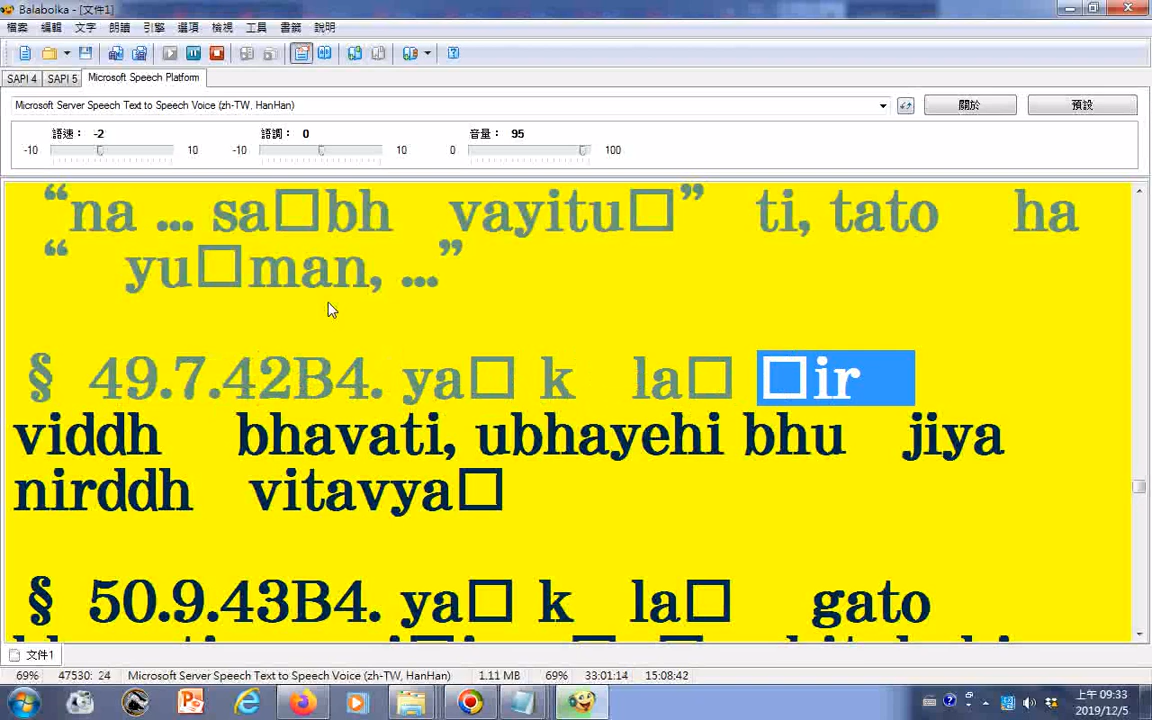 Balabolka - [文件1]
檔案 編輯 文字 朗讀 引擎 選項 檢視 工具 書籤 說明
SAPI 4 SAPI 5 Microsoft Speech Platform
Microsoft Server Speech Text to Speech Voice (zh-TW, HanHan) 關於 預設
語速： -2 語調： 0 音量： 95
-10 10 -10 10 0 100
“na ... sa□bh vayitu□” ti, tato ha
“ yu□man, ...”
§ 49.7.42B4. ya□ k la□ □ir
viddh bhavati, ubhayehi bhu jiya
nirddh vitavya□
§ 50.9.43B4. ya□ k la□ gato
文件1
69% 47530: 24 Microsoft Server Speech Text to Speech Voice (zh-TW, HanHan) 1.11 MB 69% 33:01:14 15:08:42
上午 09:33
2019/12/5